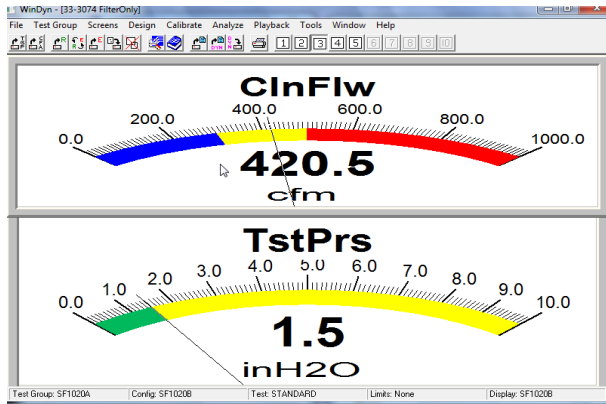 WinDyn - [33-3074 FilterOnly]
File Test Group Screens Design Calibrate Analyze Playback Tools Window Help
1 2 3 4 5 6 7 8 9 10
ClnFlw
0.0 200.0 400.0 600.0 800.0 1000.0
420.5
cfm
TstPrs
0.0 1.0 2.0 3.0 4.0 5.0 6.0 7.0 8.0 9.0 10.0
1.5
inH2O
Test Group: SF1020A Config: SF1020B Test: STANDARD Limits: None Display: SF1020B